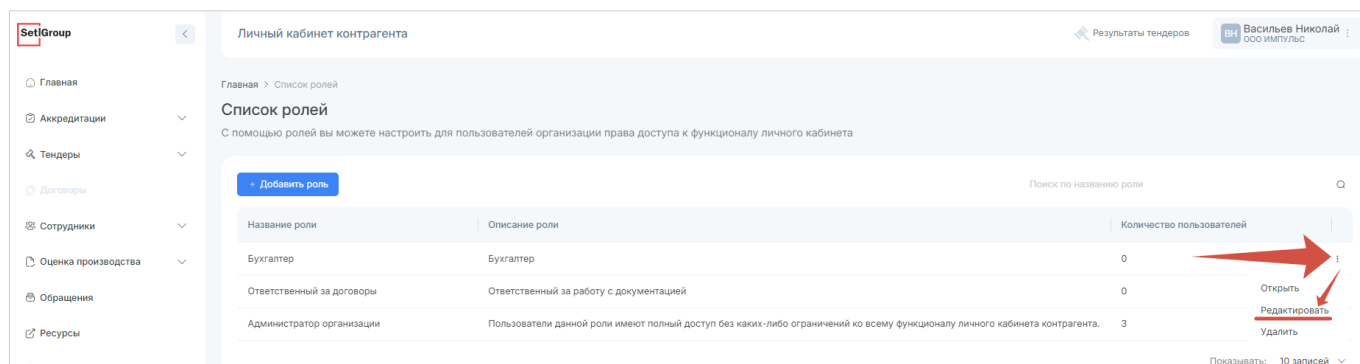 SetlGroup
Личный кабинет контрагента
Результаты тендеров
ВН
Васильев Николай
ООО ИМПУЛЬС
Главная
Аккредитации
Тендеры
Договоры
Сотрудники
Оценка производства
Обращения
Ресурсы
Главная > Список ролей
Список ролей
С помощью ролей вы можете настроить для пользователей организации права доступа к функционалу личного кабинета
+ Добавить роль
Поиск по названию роли
Название роли Описание роли Количество пользователей
Бухгалтер Бухгалтер 0
Ответственный за договоры Ответственный за работу с документацией 0
Администратор организации Пользователи данной роли имеют полный доступ без каких-либо ограничений ко всему функционалу личного кабинета контрагента. 3
Открыть
Редактировать
Удалить
Показывать: 10 записей